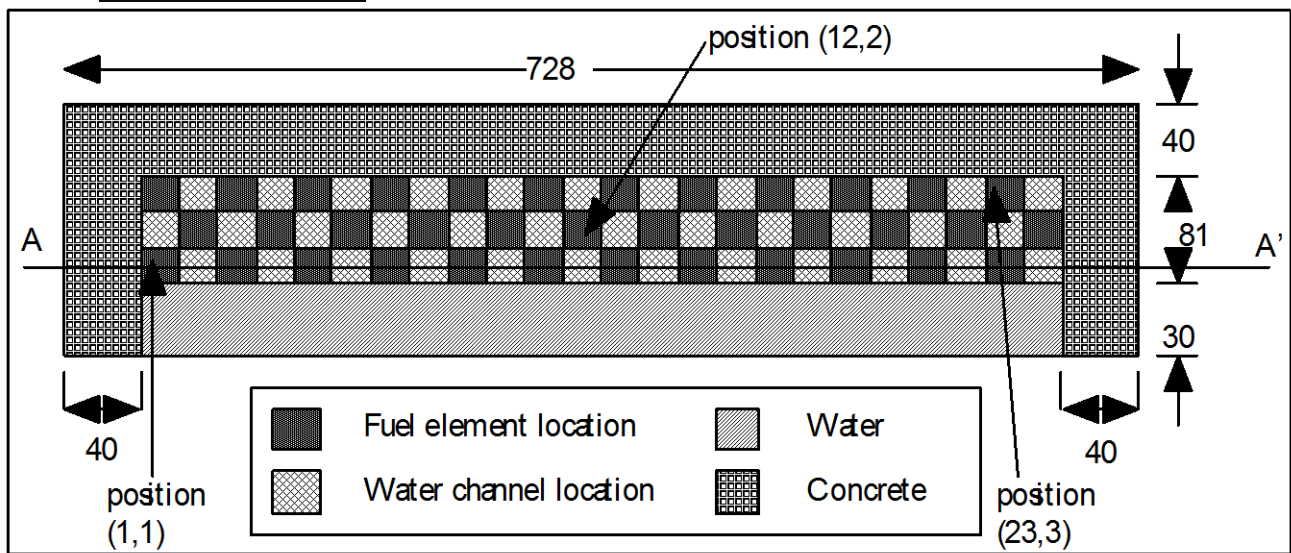 position (12,2)
728
40
A
81
A’
30
40
Fuel element location
Water
40
position
(1,1)
Water channel location
Concrete
position
(23,3)